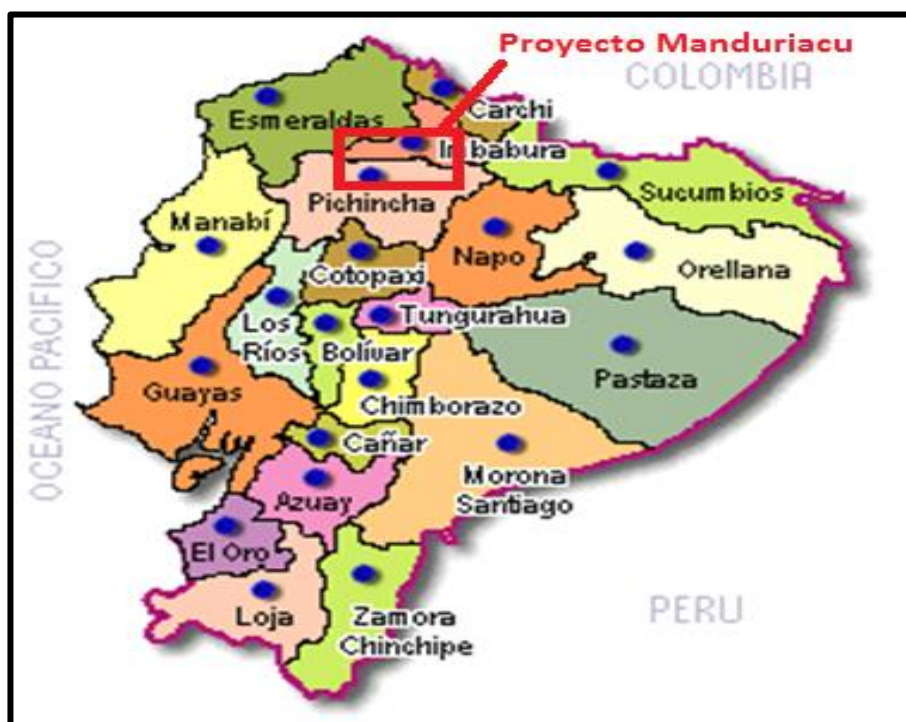 Proyecto Manduriacu
COLOMBIA
Carchi
Esmeraldas
Imbabura
Sucumbios
Pichincha
Manabí
Napo
Orellana
Cotopaxi
OCEANO PACIFICO
Tungurahua
Los
Ríos
Bolívar
Pastaza
Guayas
Chimborazo
Cañar
Morona
Santiago
Azuay
El Oro
Loja
Zamora
Chinchipe
PERU